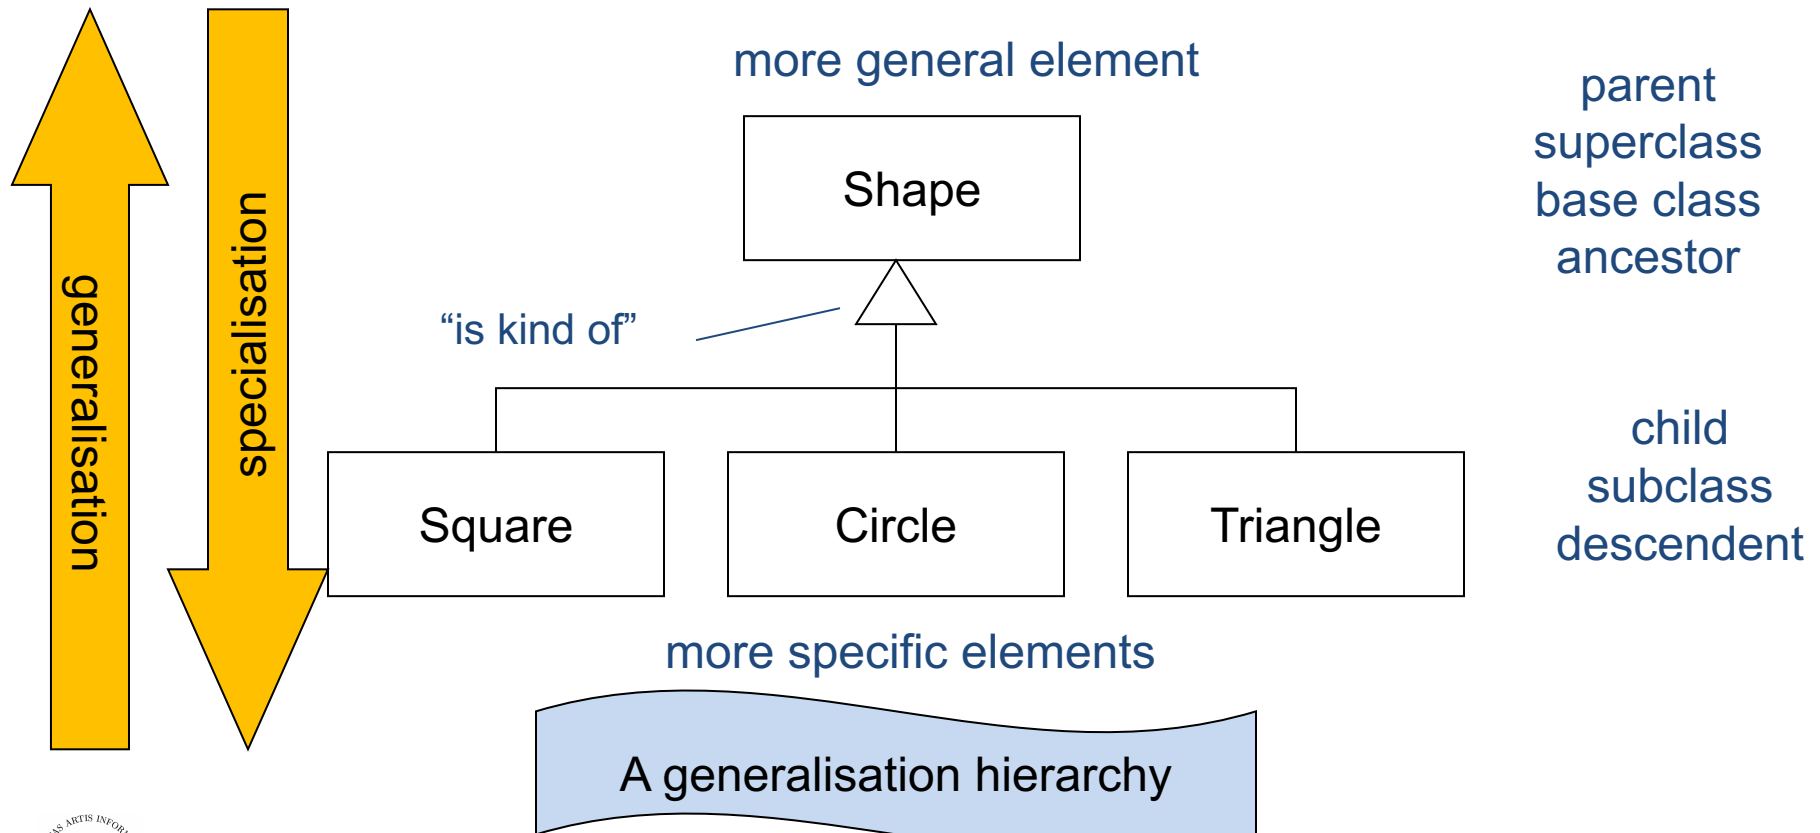 more general element
parent
superclass
base class
ancestor
Shape
generalisation
specialisation
“is kind of”
Square
Circle
Triangle
child
subclass
descendent
more specific elements
A generalisation hierarchy
ARTIS